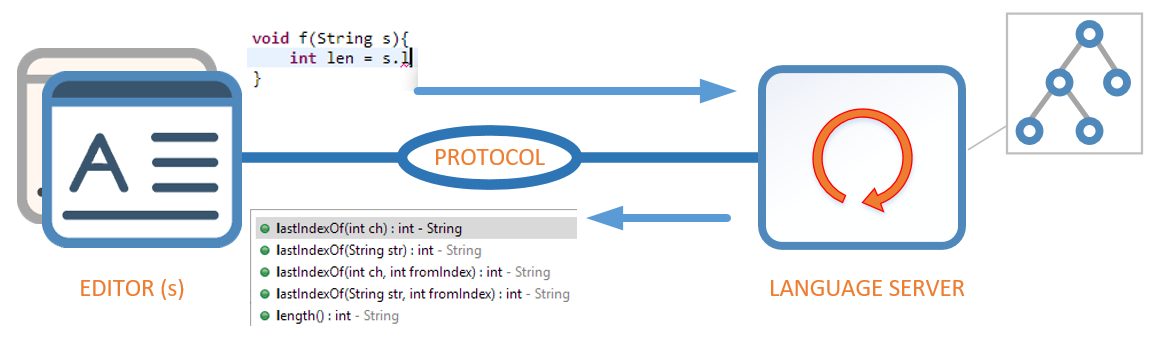 void f(String s){
int len = s.l
}
PROTOCOL
A
lastIndexOf(int ch) : int - String
lastIndexOf(String str) : int - String
lastIndexOf(int ch, int fromIndex) : int - String
lastIndexOf(String str, int fromIndex) : int - String
length() : int - String
EDITOR (s)
LANGUAGE SERVER